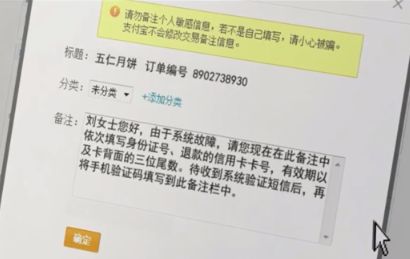 请勿备注个人敏感信息，若不是自己填写，请小心被骗。
支付宝不会修改交易备注信息。
标题：五仁月饼 订单编号 8902738930
分类：未分类 +添加分类
备注：刘女士您好，由于系统故障，请您现在在此备注中
依次填写身份证号、退款的信用卡卡号，有效期以
及卡背面的三位尾数。待收到系统验证短信后，再
将手机验证码填写到此备注栏中。
确定